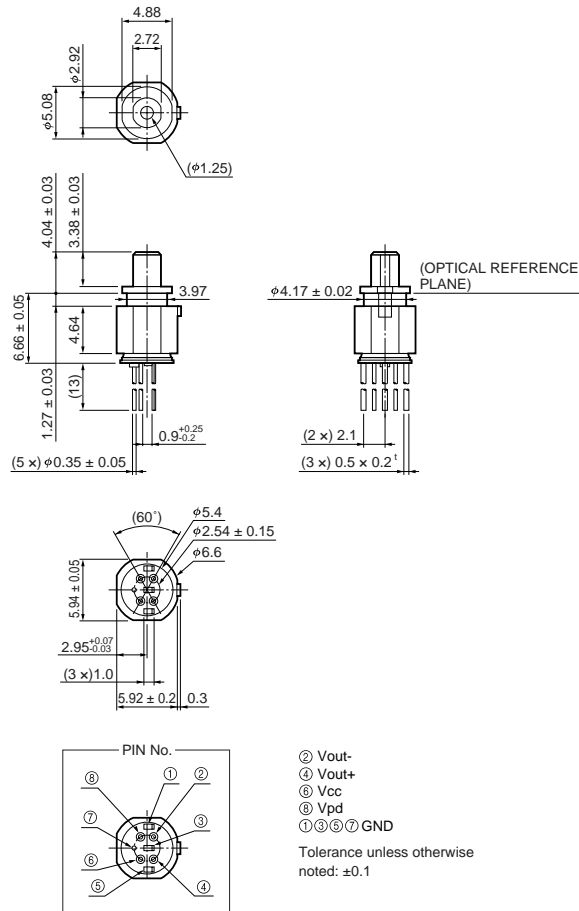 4.88
2.72
φ2.92
φ5.08
(φ1.25)
4.04 ± 0.03
3.38 ± 0.03
3.97
6.66 ± 0.05
4.64
1.27 ± 0.03
(13)
0.9 +0.25 -0.2
(5 ×) φ0.35 ± 0.05
(OPTICAL REFERENCE
PLANE)
φ4.17 ± 0.02
(2 ×) 2.1
(3 ×) 0.5 × 0.2 t
(60°)
φ5.4
φ2.54 ± 0.15
φ6.6
5.94 ± 0.05
2.95 +0.07 -0.03
(3 ×)1.0
5.92 ± 0.2
0.3
PIN No.
⑧ ① ②
⑦ ③
⑥
⑤ ④
② Vout-
④ Vout+
⑥ Vcc
⑧ Vpd
①③⑤⑦ GND
Tolerance unless otherwise
noted: ±0.1